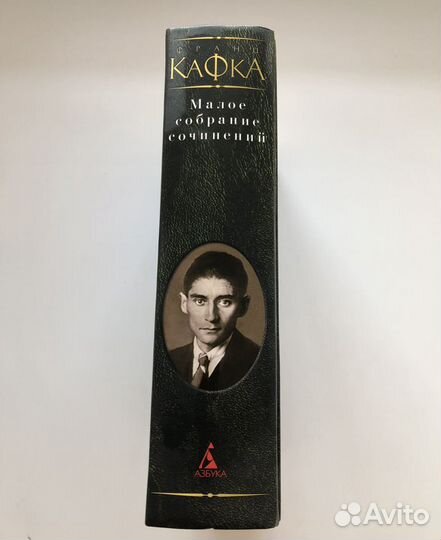 ФРАНЦ
КАФКА
Малое
собрание
сочинений
АЗБУКА
Avito